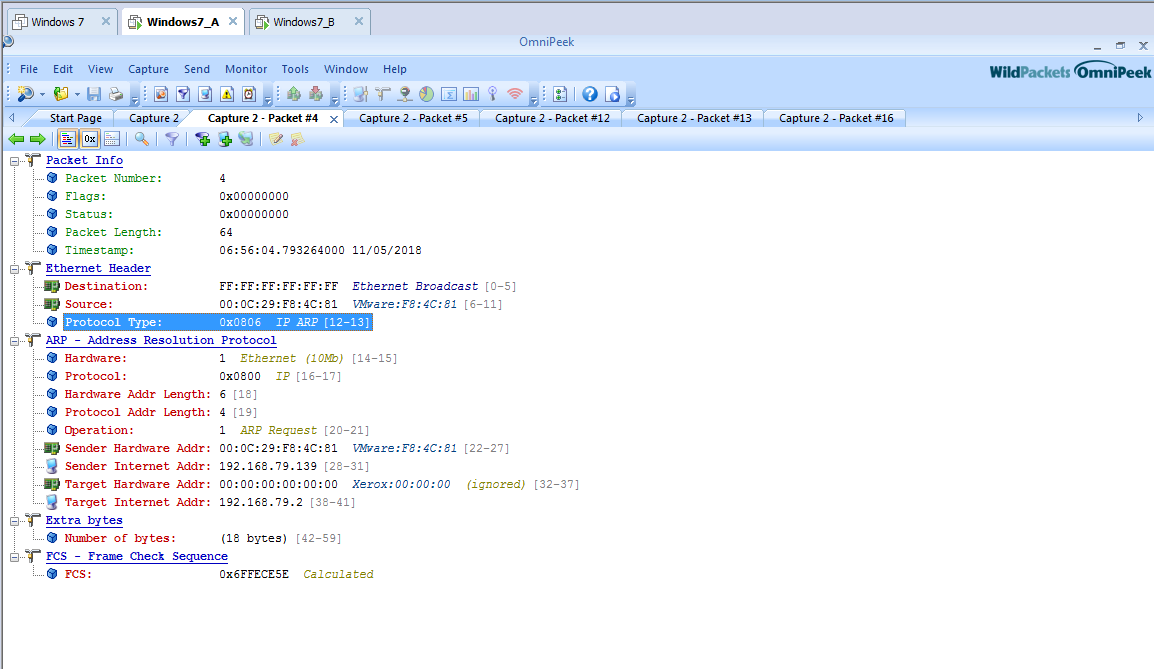 Windows 7 Windows7_A Windows7_B
OmniPeek
File Edit View Capture Send Monitor Tools Window Help
WildPackets OmniPeek
Start Page Capture 2 Capture 2 - Packet #4 Capture 2 - Packet #5 Capture 2 - Packet #12 Capture 2 - Packet #13 Capture 2 - Packet #16
0x
Packet Info
Packet Number: 4
Flags: 0x00000000
Status: 0x00000000
Packet Length: 64
Timestamp: 06:56:04.793264000 11/05/2018
Ethernet Header
Destination: FF:FF:FF:FF:FF:FF Ethernet Broadcast [0-5]
Source: 00:0C:29:F8:4C:81 VMware:F8:4C:81 [6-11]
Protocol Type: 0x0806 IP ARP [12-13]
ARP - Address Resolution Protocol
Hardware: 1 Ethernet (10Mb) [14-15]
Protocol: 0x0800 IP [16-17]
Hardware Addr Length: 6 [18]
Protocol Addr Length: 4 [19]
Operation: 1 ARP Request [20-21]
Sender Hardware Addr: 00:0C:29:F8:4C:81 VMware:F8:4C:81 [22-27]
Sender Internet Addr: 192.168.79.139 [28-31]
Target Hardware Addr: 00:00:00:00:00:00 Xerox:00:00:00 (ignored) [32-37]
Target Internet Addr: 192.168.79.2 [38-41]
Extra bytes
Number of bytes: (18 bytes) [42-59]
FCS - Frame Check Sequence
FCS: 0x6FFECE5E Calculated